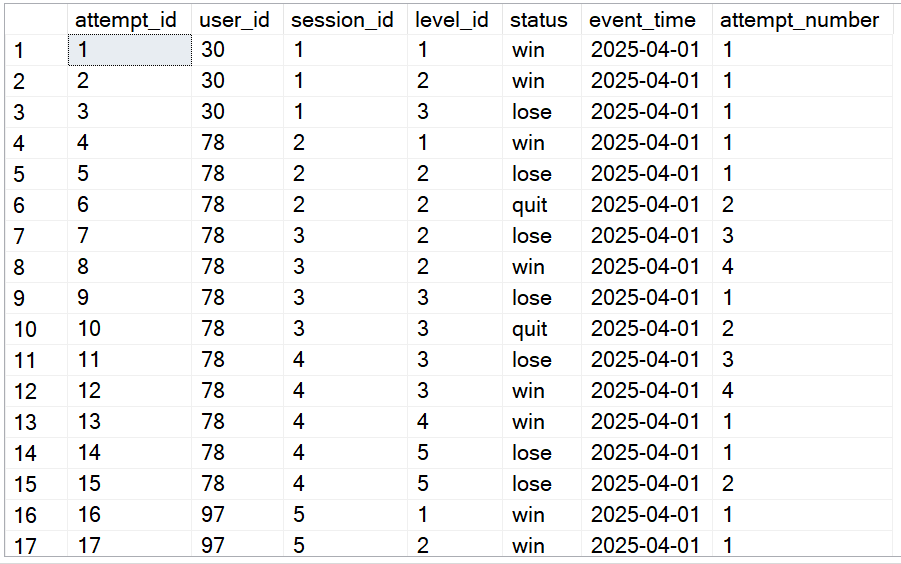 attempt_id user_id session_id level_id status event_time attempt_number
1 1 30 1 1 win 2025-04-01 1
2 2 30 1 2 win 2025-04-01 1
3 3 30 1 3 lose 2025-04-01 1
4 4 78 2 1 win 2025-04-01 1
5 5 78 2 2 lose 2025-04-01 1
6 6 78 2 2 quit 2025-04-01 2
7 7 78 3 2 lose 2025-04-01 3
8 8 78 3 2 win 2025-04-01 4
9 9 78 3 3 lose 2025-04-01 1
10 10 78 3 3 quit 2025-04-01 2
11 11 78 4 3 lose 2025-04-01 3
12 12 78 4 3 win 2025-04-01 4
13 13 78 4 4 win 2025-04-01 1
14 14 78 4 5 lose 2025-04-01 1
15 15 78 4 5 lose 2025-04-01 2
16 16 97 5 1 win 2025-04-01 1
17 17 97 5 2 win 2025-04-01 1